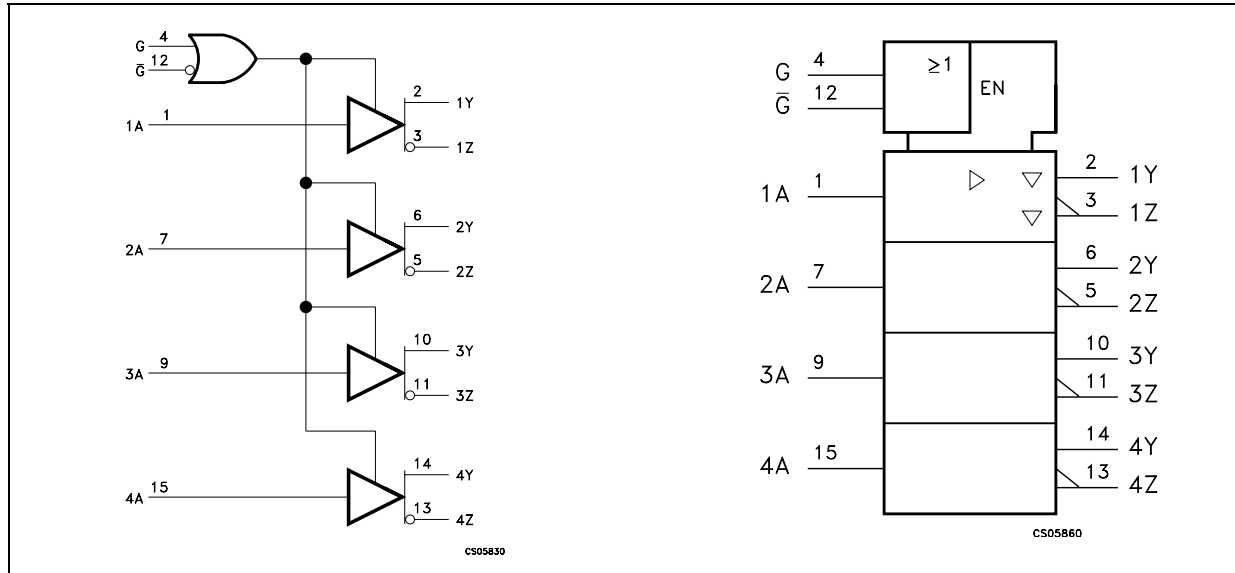 G 4
G̅ 12
1A 1
2 1Y
3 1Z
2A 7
6 2Y
5 2Z
3A 9
10 3Y
11 3Z
4A 15
14 4Y
13 4Z
CS05830
G 4
G̅ 12
≥1
EN
1A 1
2 1Y
3 1Z
2A 7
6 2Y
5 2Z
3A 9
10 3Y
11 3Z
4A 15
14 4Y
13 4Z
CS05860